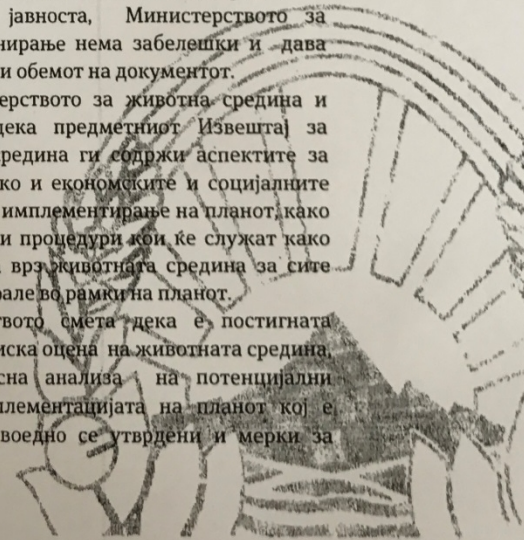 јавноста, Министерството за
нирање нема забелешки и дава
и обемот на документот.
ерството за животна средина и
дека предметниот Извештај за
редина ги содржи аспектите за
ко и економските и социјалните
имплементирање на планот, како
и процедури кои ќе служат како
врз животната средина за сите
рале во рамки на планот.
твото смета дека е постигната
иска оцена на животната средина,
сна анализа на потенцијални
плементацијата на планот кој е
воедно се утврдени и мерки за